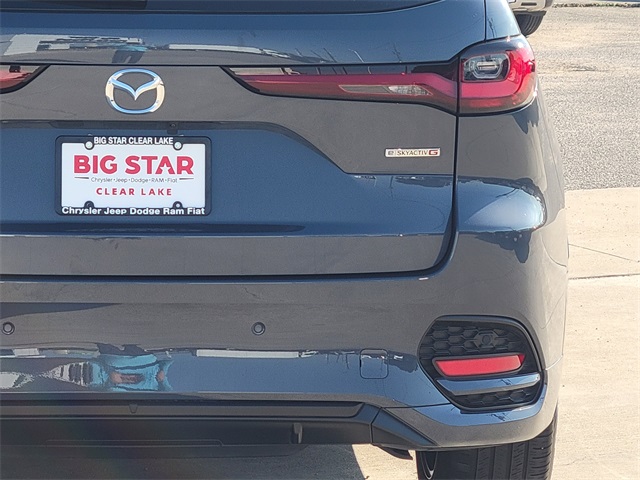 BIG STAR CLEAR LAKE
BIG STAR
Chrysler•Jeep•Dodge•RAM•Fiat
CLEAR LAKE
Chrysler Jeep Dodge Ram Fiat
e SKYACTIV G